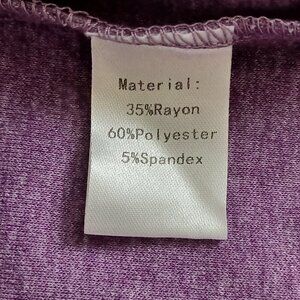 Material:
35%Rayon
60%Polyester
5%Spandex